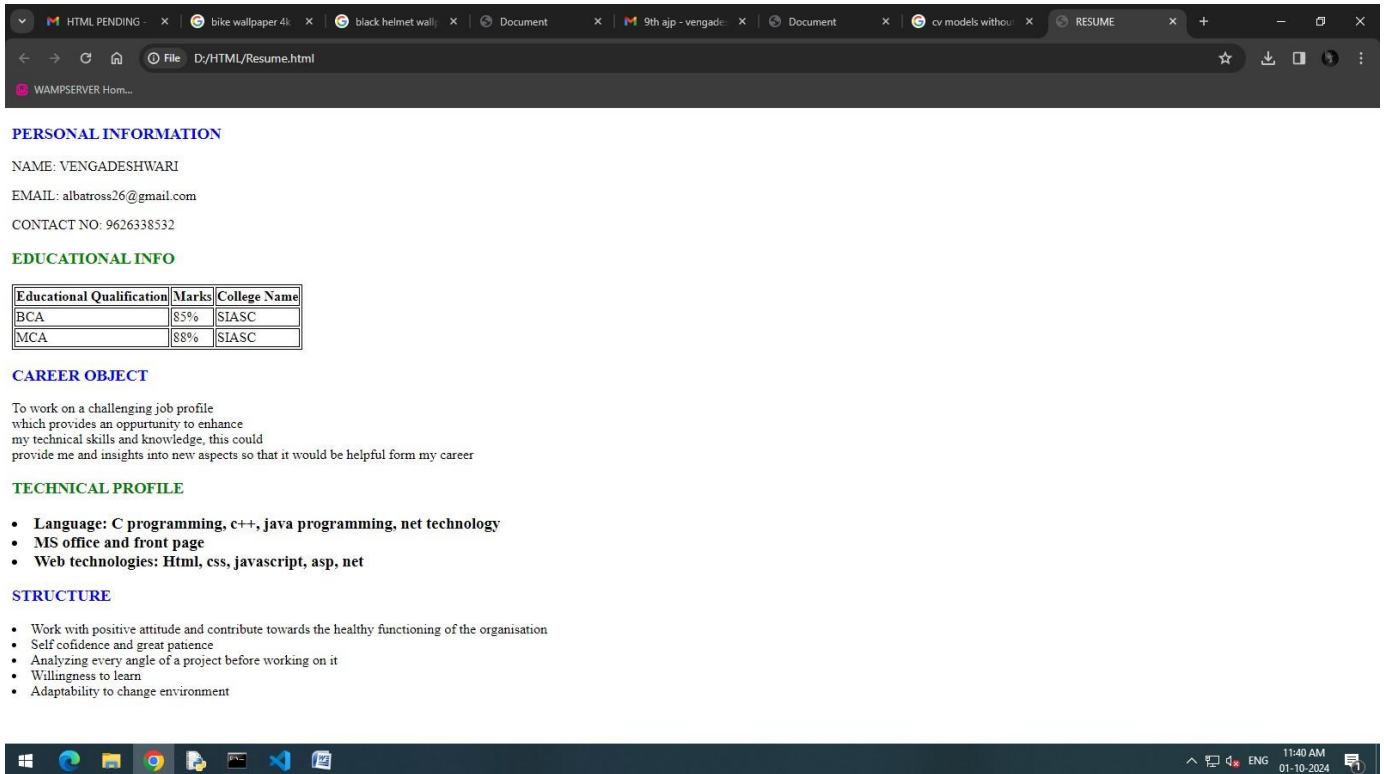 HTML PENDING -
bike wallpaper 4k
black helmet wallp
Document
9th ajp - vengade
Document
cv models withou
RESUME
File D:/HTML/Resume.html
WAMPSERVER Hom...
PERSONAL INFORMATION
NAME: VENGADESHWARI
EMAIL: albatross26@gmail.com
CONTACT NO: 9626338532
EDUCATIONAL INFO
Educational Qualification Marks College Name
BCA 85% SIASC
MCA 88% SIASC
CAREER OBJECT
To work on a challenging job profile
which provides an oppurtunity to enhance
my technical skills and knowledge, this could
provide me and insights into new aspects so that it would be helpful form my career
TECHNICAL PROFILE
• Language: C programming, c++, java programming, net technology
• MS office and front page
• Web technologies: Html, css, javascript, asp, net
STRUCTURE
• Work with positive attitude and contribute towards the healthy functioning of the organisation
• Self cofidence and great patience
• Analyzing every angle of a project before working on it
• Willingness to learn
• Adaptability to change environment
ENG
11:40 AM
01-10-2024
1